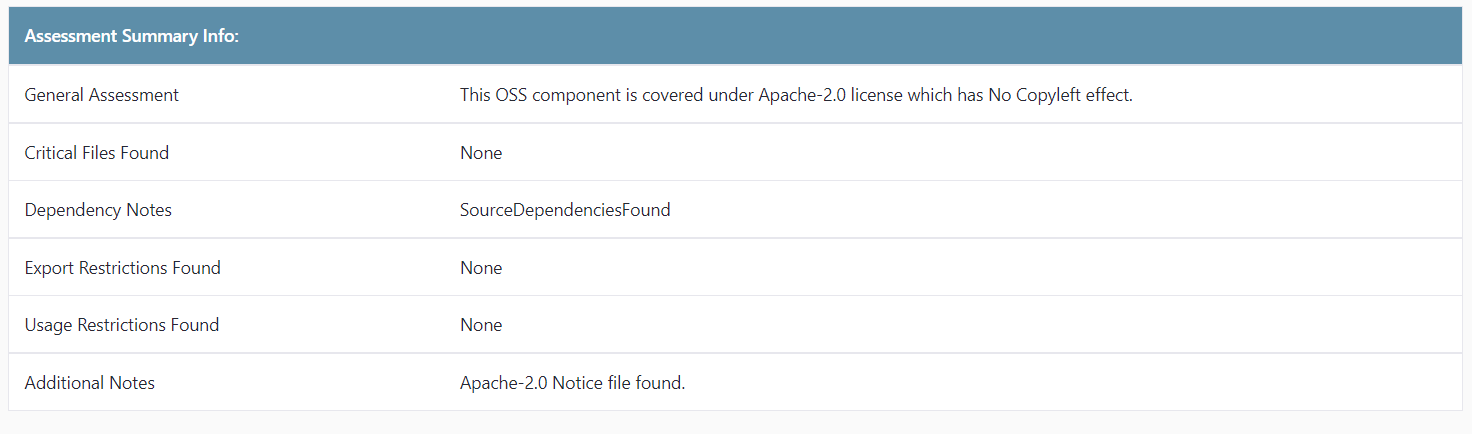 Assessment Summary Info:
General Assessment This OSS component is covered under Apache-2.0 license which has No Copyleft effect.
Critical Files Found None
Dependency Notes SourceDependenciesFound
Export Restrictions Found None
Usage Restrictions Found None
Additional Notes Apache-2.0 Notice file found.